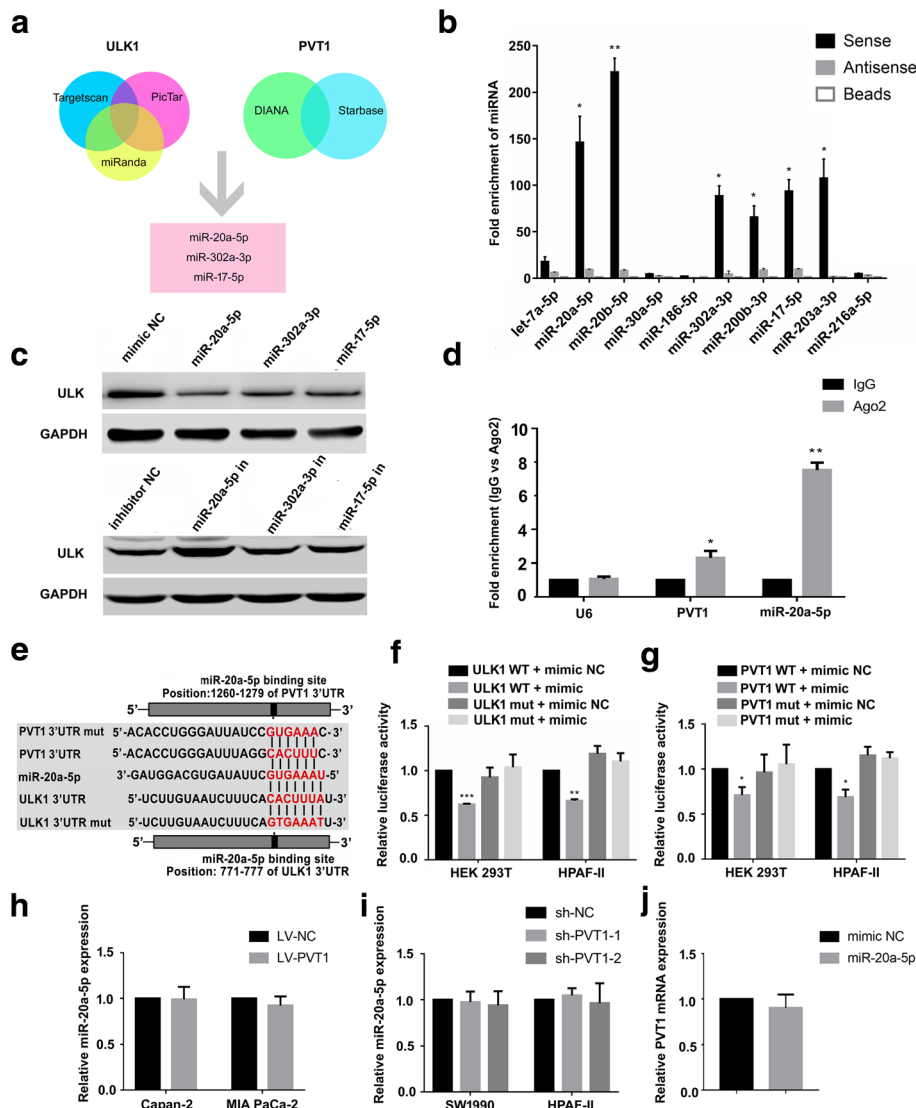 a
ULK1
PVT1
Targetscan
PicTar
miRanda
DIANA
Starbase
miR-20a-5p
miR-302a-3p
miR-17-5p
b
Sense
Antisense
Beads
Fold enrichment of miRNA
250
200
150
100
50
0
*
**
*
*
*
*
let-7a-5p
miR-20a-5p
miR-20b-5p
miR-30a-5p
miR-186-5p
miR-302a-3p
miR-200b-3p
miR-17-5p
miR-203a-3p
miR-216a-5p
c
mimic NC
miR-20a-5p
miR-302a-3p
miR-17-5p
ULK
GAPDH
inhibitor NC
miR-20a-5p in
miR-302a-3p in
miR-17-5p in
ULK
GAPDH
d
IgG
Ago2
Fold enrichment (IgG vs Ago2)
10
8
6
4
2
0
*
**
U6
PVT1
miR-20a-5p
e
miR-20a-5p binding site
Position:1260-1279 of PVT1 3'UTR
5'
3'
PVT1 3'UTR mut 5'-ACACCUGGGAUUAUCCGUGAAAC-3'
PVT1 3'UTR 5'-ACACCUGGGAUUUAGGCACUUUC-3'
miR-20a-5p 3'-GAUGGACGUGAUAUUCGUGAAAU-5'
ULK1 3'UTR 5'-UCUUGUAAUCUUUCACACUUUAU-3'
ULK1 3'UTR mut 5'-UCUUGUAAUCUUUCAGTGAAATU-3'
5'
3'
miR-20a-5p binding site
Position: 771-777 of ULK1 3'UTR
f
ULK1 WT + mimic NC
ULK1 WT + mimic
ULK1 mut + mimic NC
ULK1 mut + mimic
Relative luciferase activity
1.5
1.0
0.5
0.0
***
**
HEK 293T
HPAF-II
g
PVT1 WT + mimic NC
PVT1 WT + mimic
PVT1 mut + mimic NC
PVT1 mut + mimic
Relative luciferase activity
1.5
1.0
0.5
0.0
*
*
HEK 293T
HPAF-II
h
LV-NC
LV-PVT1
Relative miR-20a-5p expression
1.5
1.0
0.5
0.0
Capan-2
MIA PaCa-2
i
sh-NC
sh-PVT1-1
sh-PVT1-2
Relative miR-20a-5p expression
1.5
1.0
0.5
0.0
SW1990
HPAF-II
j
mimic NC
miR-20a-5p
Relative PVT1 mRNA expression
1.5
1.0
0.5
0.0